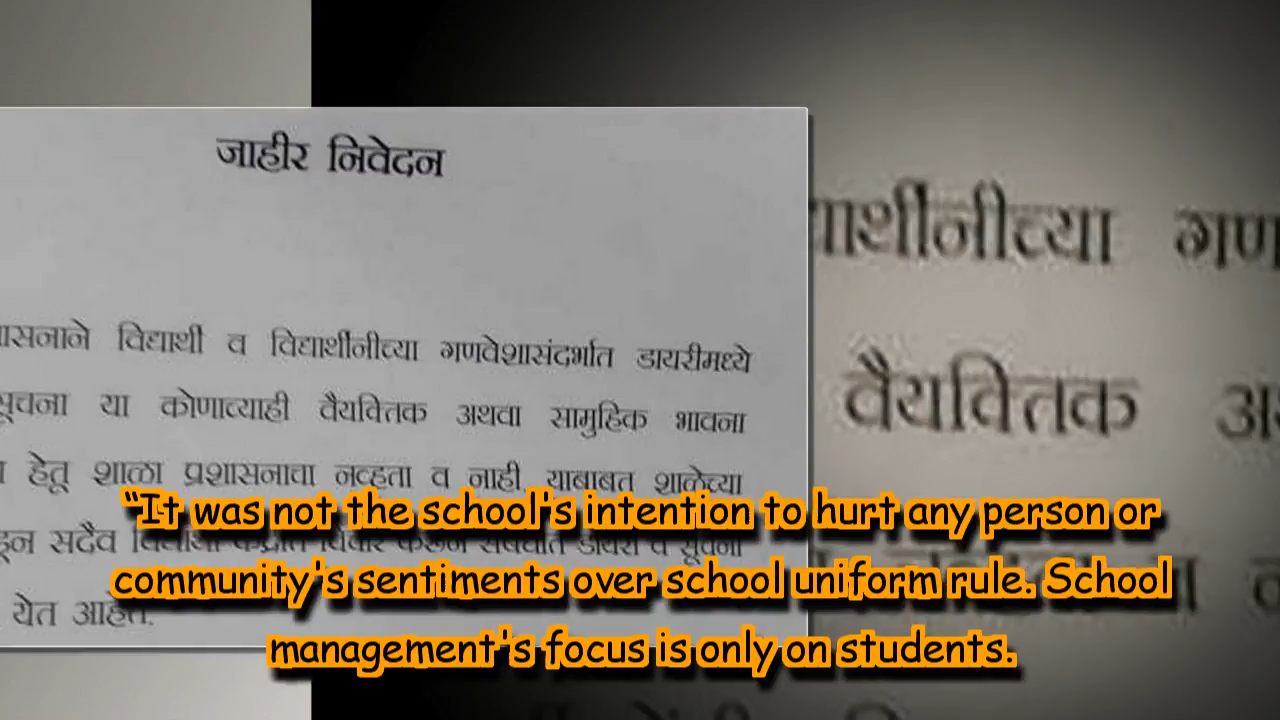 जाहीर निवेदन
विद्यार्थी व विद्यार्थीनीच्या गणवेशासंदर्भात डायरीमध्ये
सूचना या कोणाच्याही वैयक्तिक अथवा सामुहिक भावना
हेतू शाळा प्रशासनाचा नव्हता व नाही. याबाबत शाळेच्या
सदैव
येत आहेत.
वैयक्तिक
“It was not the school's intention to hurt any person or
community's sentiments over school uniform rule. School
management's focus is only on students.